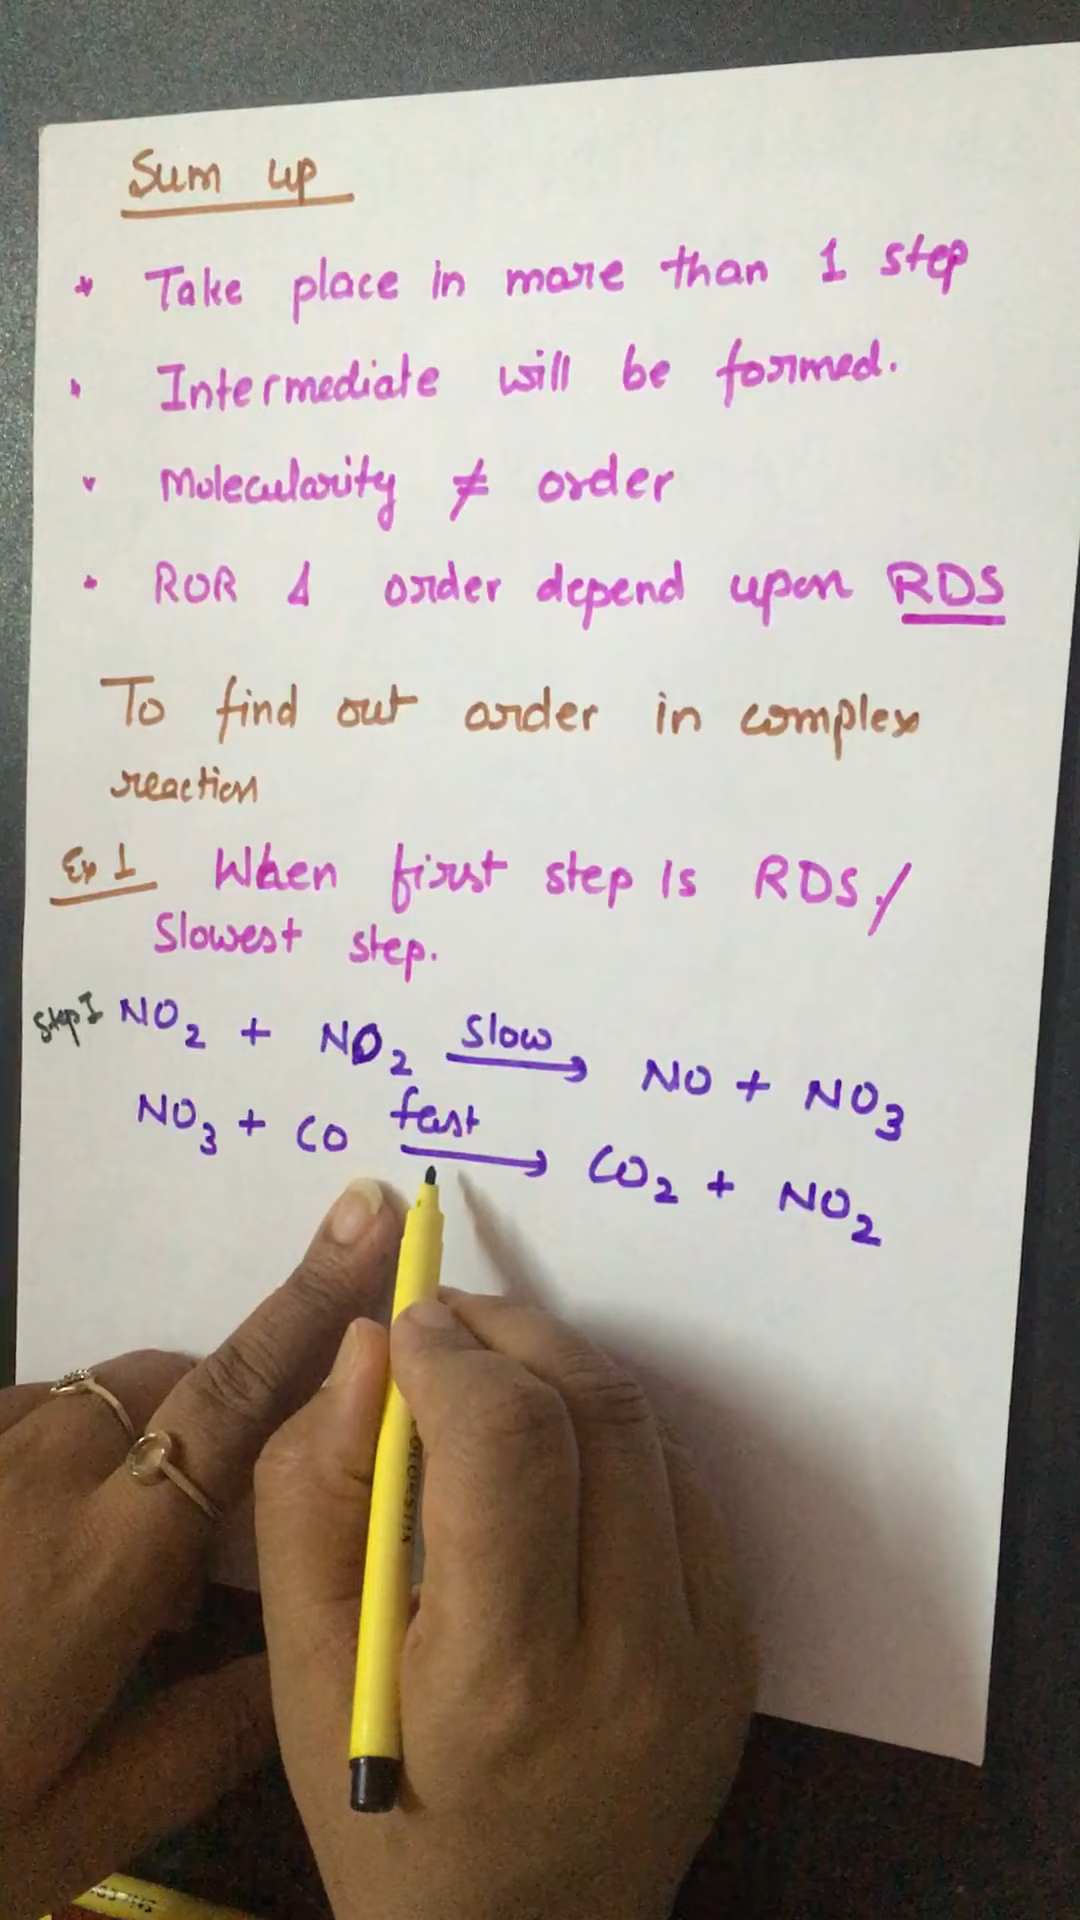 Sum up
* Take place in more than 1 step
Intermediate will be formed.
Molecularity ≠ order
ROR & order depend upon RDS
To find out order in complex
reaction
Ex 1 When first step is RDS /
Slowest step.
Step I NO₂ + NO₂ slow → NO + NO₃
NO₃ + CO fast → CO₂ + NO₂